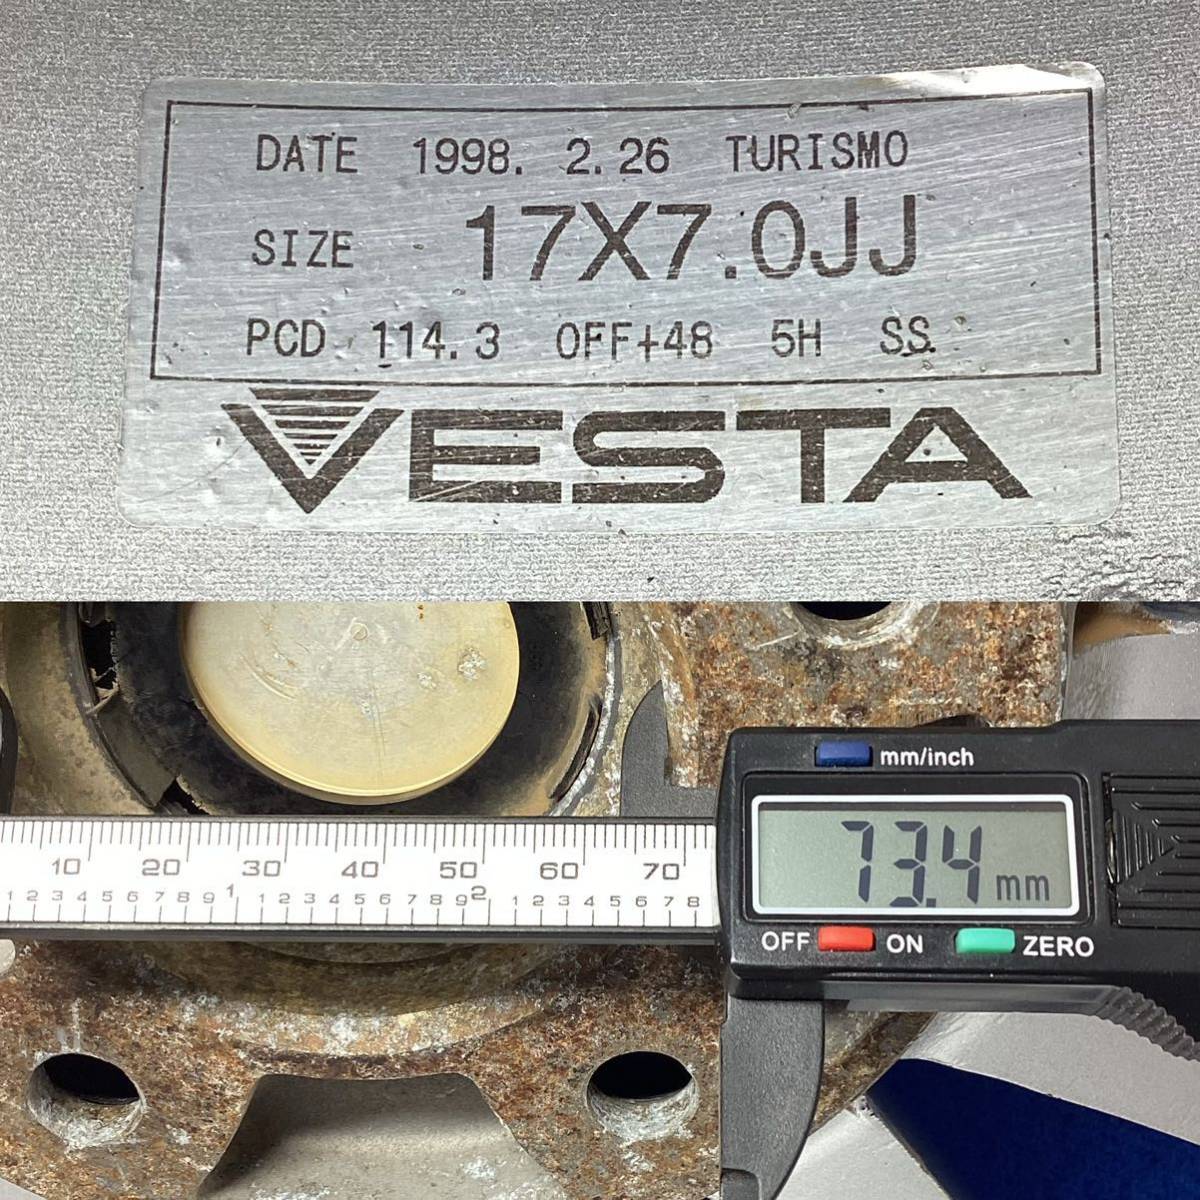 DATE 1998. 2.26 TURISMO
SIZE 17X7.0JJ
PCD 114.3 OFF+48 5H SS.
VESTA
mm/inch
73.4 mm
OFF ON ZERO
10 20 30 40 50 60 70
1 2 3 4 5 6 7 8 9 1 1 2 3 4 5 6 7 8 9 2 1 2 3 4 5 6 7 8